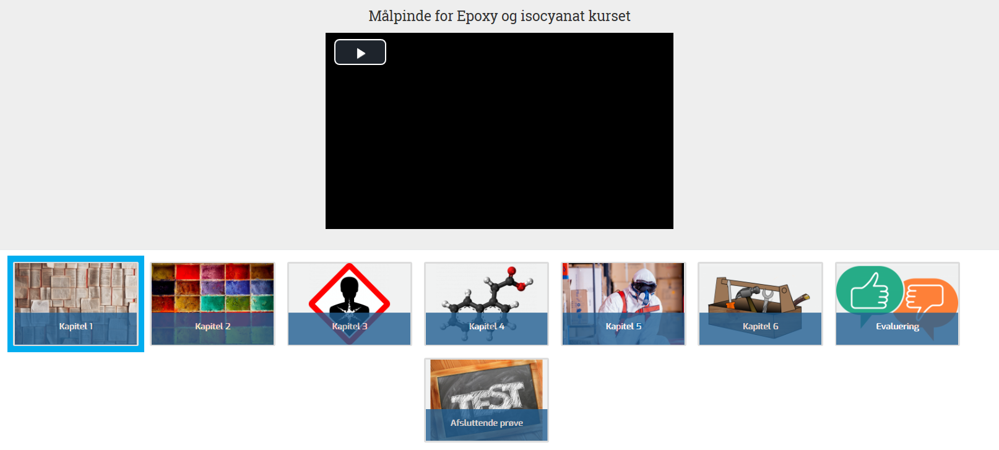 Målpinde for Epoxy og isocyanat kurset
Kapitel 1
Kapitel 2
Kapitel 3
Kapitel 4
Kapitel 5
Kapitel 6
Evaluering
TEST
Afsluttende prøve